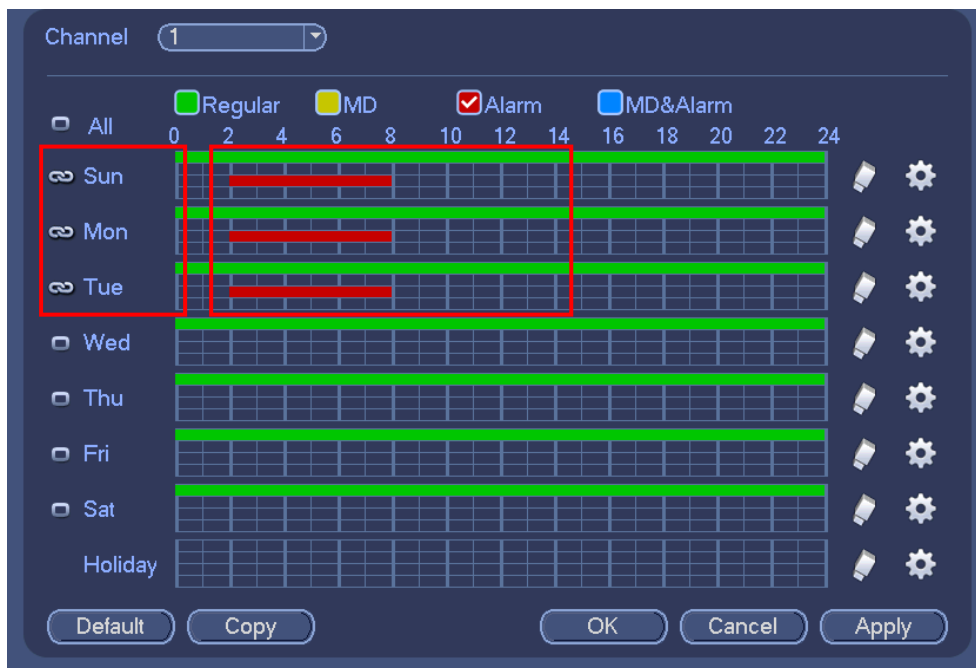 Channel 1
Regular MD Alarm MD&Alarm
All 0 2 4 6 8 10 12 14 16 18 20 22 24
Sun
Mon
Tue
Wed
Thu
Fri
Sat
Holiday
Default Copy OK Cancel Apply